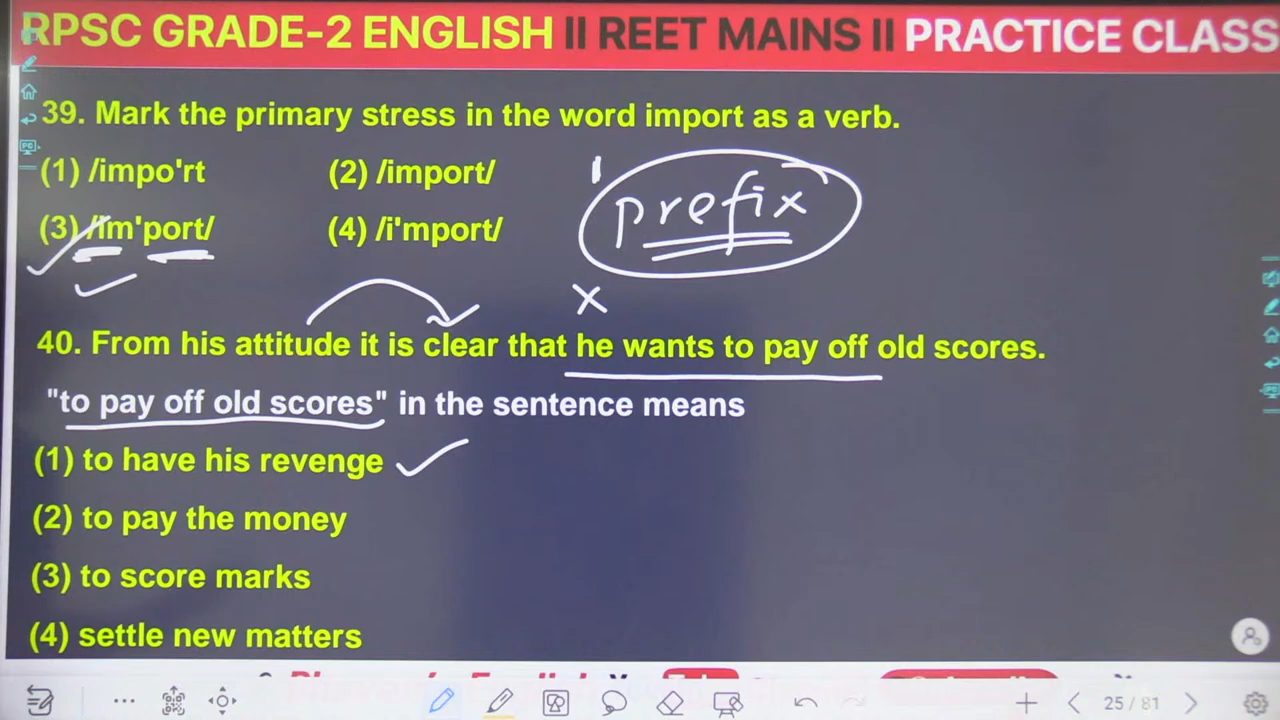 RPSC GRADE-2 ENGLISH II REET MAINS II PRACTICE CLASS
39. Mark the primary stress in the word import as a verb.
(1) /impo'rt (2) /import/
(3) /im'port/ (4) /i'mport/
prefix
x
40. From his attitude it is clear that he wants to pay off old scores.
"to pay off old scores" in the sentence means
(1) to have his revenge
(2) to pay the money
(3) to score marks
(4) settle new matters
25/81